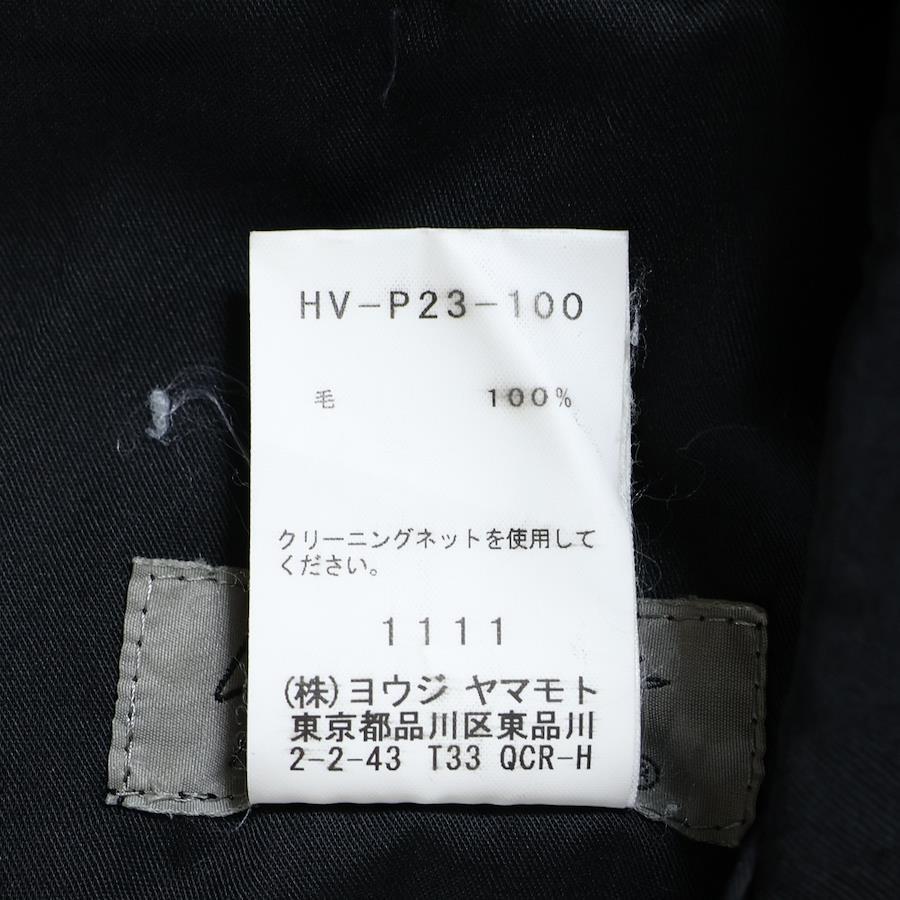 HV-P23-100
毛 100%
クリーニングネットを使用して
ください。
1111
(株)ヨウジ ヤマモト
東京都品川区東品川
2-2-43 T33 QCR-H
®